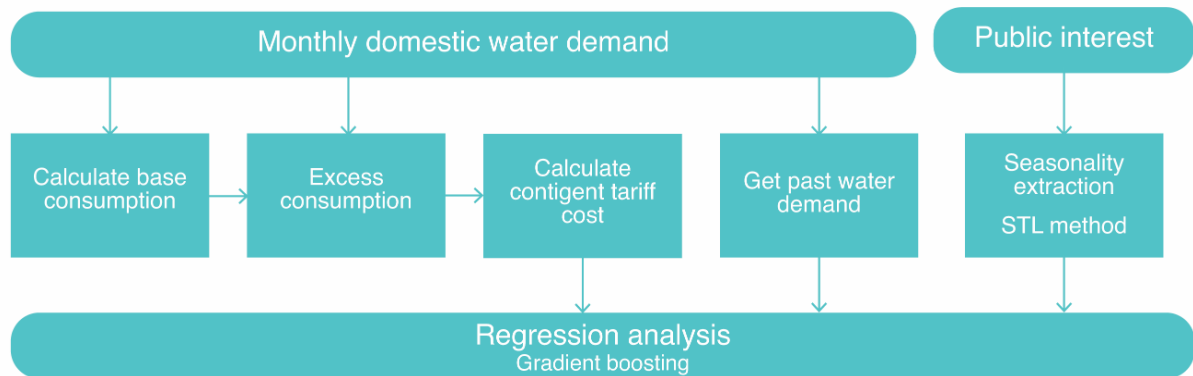 Monthly domestic water demand
Public interest
Calculate base
consumption
Excess
consumption
Calculate
contigent tariff
cost
Get past water
demand
Seasonality
extraction
STL method
Regression analysis
Gradient boosting